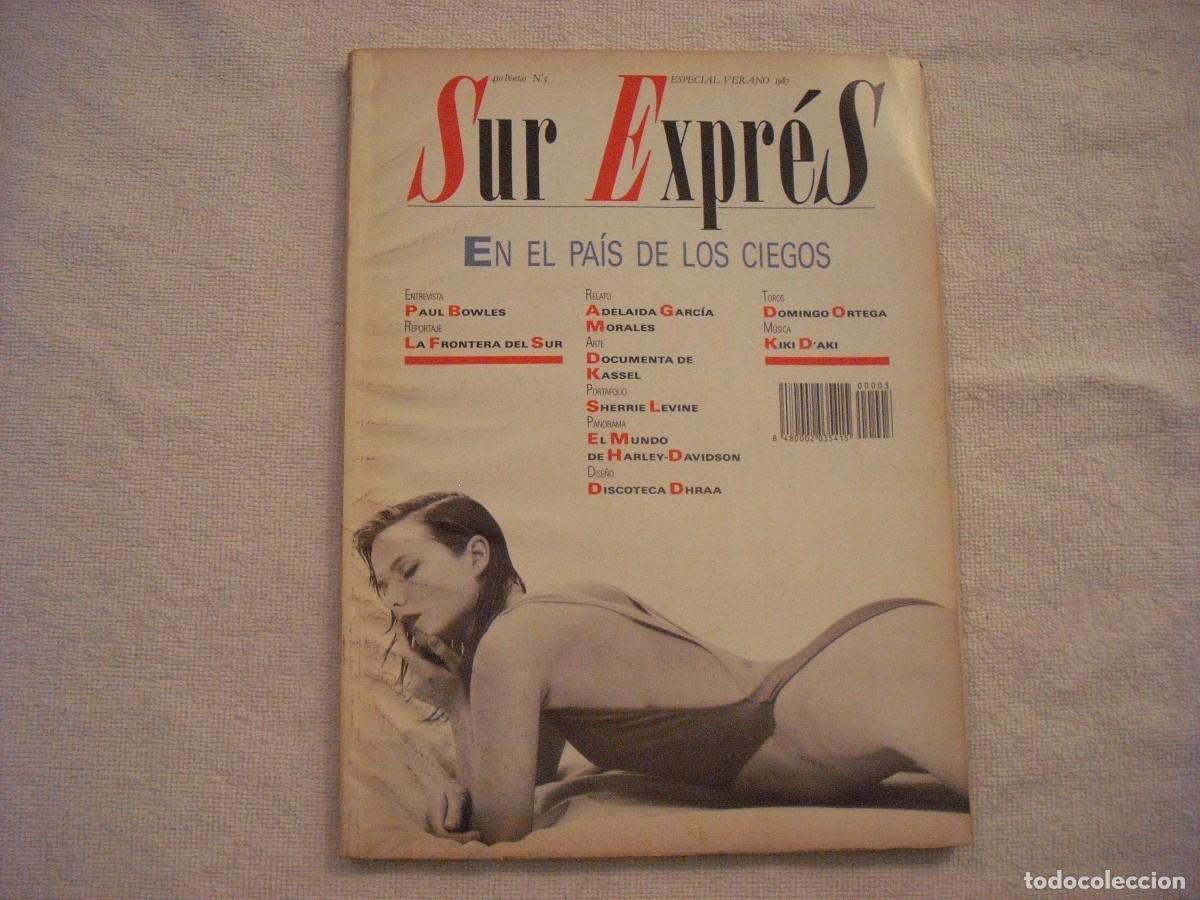 450 Pesetas N.º 3
ESPECIAL VERANO 1987
Sur ExpréS
EN EL PAÍS DE LOS CIEGOS
ENTREVISTA
PAUL BOWLES
REPORTAJE
LA FRONTERA DEL SUR
RELATO
ADELAIDA GARCÍA
MORALES
ARTE
DOCUMENTA DE
KASSEL
PORTAFOLIO
SHERRIE LEVINE
PANORAMA
EL MUNDO
DE HARLEY-DAVIDSON
DISEÑO
DISCOTECA DHRAA
TOROS
DOMINGO ORTEGA
MÚSICA
KIKI D'AKI
00003
8 480002 035415
todocoleccion